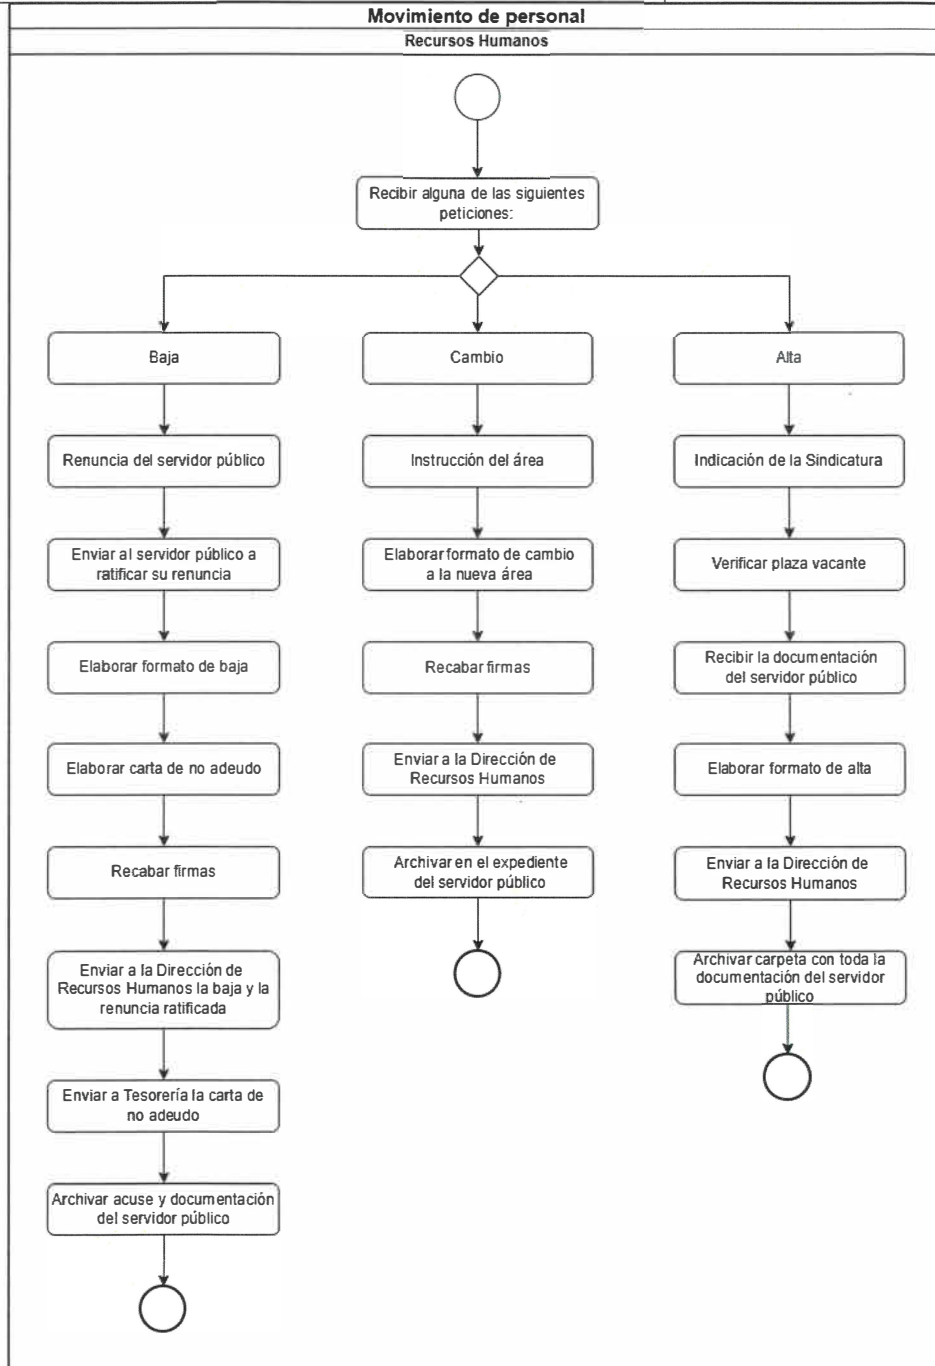 Movimiento de personal
Recursos Humanos
Recibir alguna de las siguientes
peticiones:
Baja
Renuncia del servidor público
Enviar al servidor público a
ratificar su renuncia
Elaborar formato de baja
Elaborar carta de no adeudo
Recabar firmas
Enviar a la Dirección de
Recursos Humanos la baja y la
renuncia ratificada
Enviar a Tesorería la carta de
no adeudo
Archivar acuse y documentación
del servidor público
Cambio
Instrucción del área
Elaborar formato de cambio
a la nueva área
Recabar firmas
Enviar a la Dirección de
Recursos Humanos
Archivar en el expediente
del servidor público
Alta
Indicación de la Sindicatura
Verificar plaza vacante
Recibir la documentación
del servidor público
Elaborar formato de alta
Enviar a la Dirección de
Recursos Humanos
Archivar carpeta con toda la
documentación del servidor
público